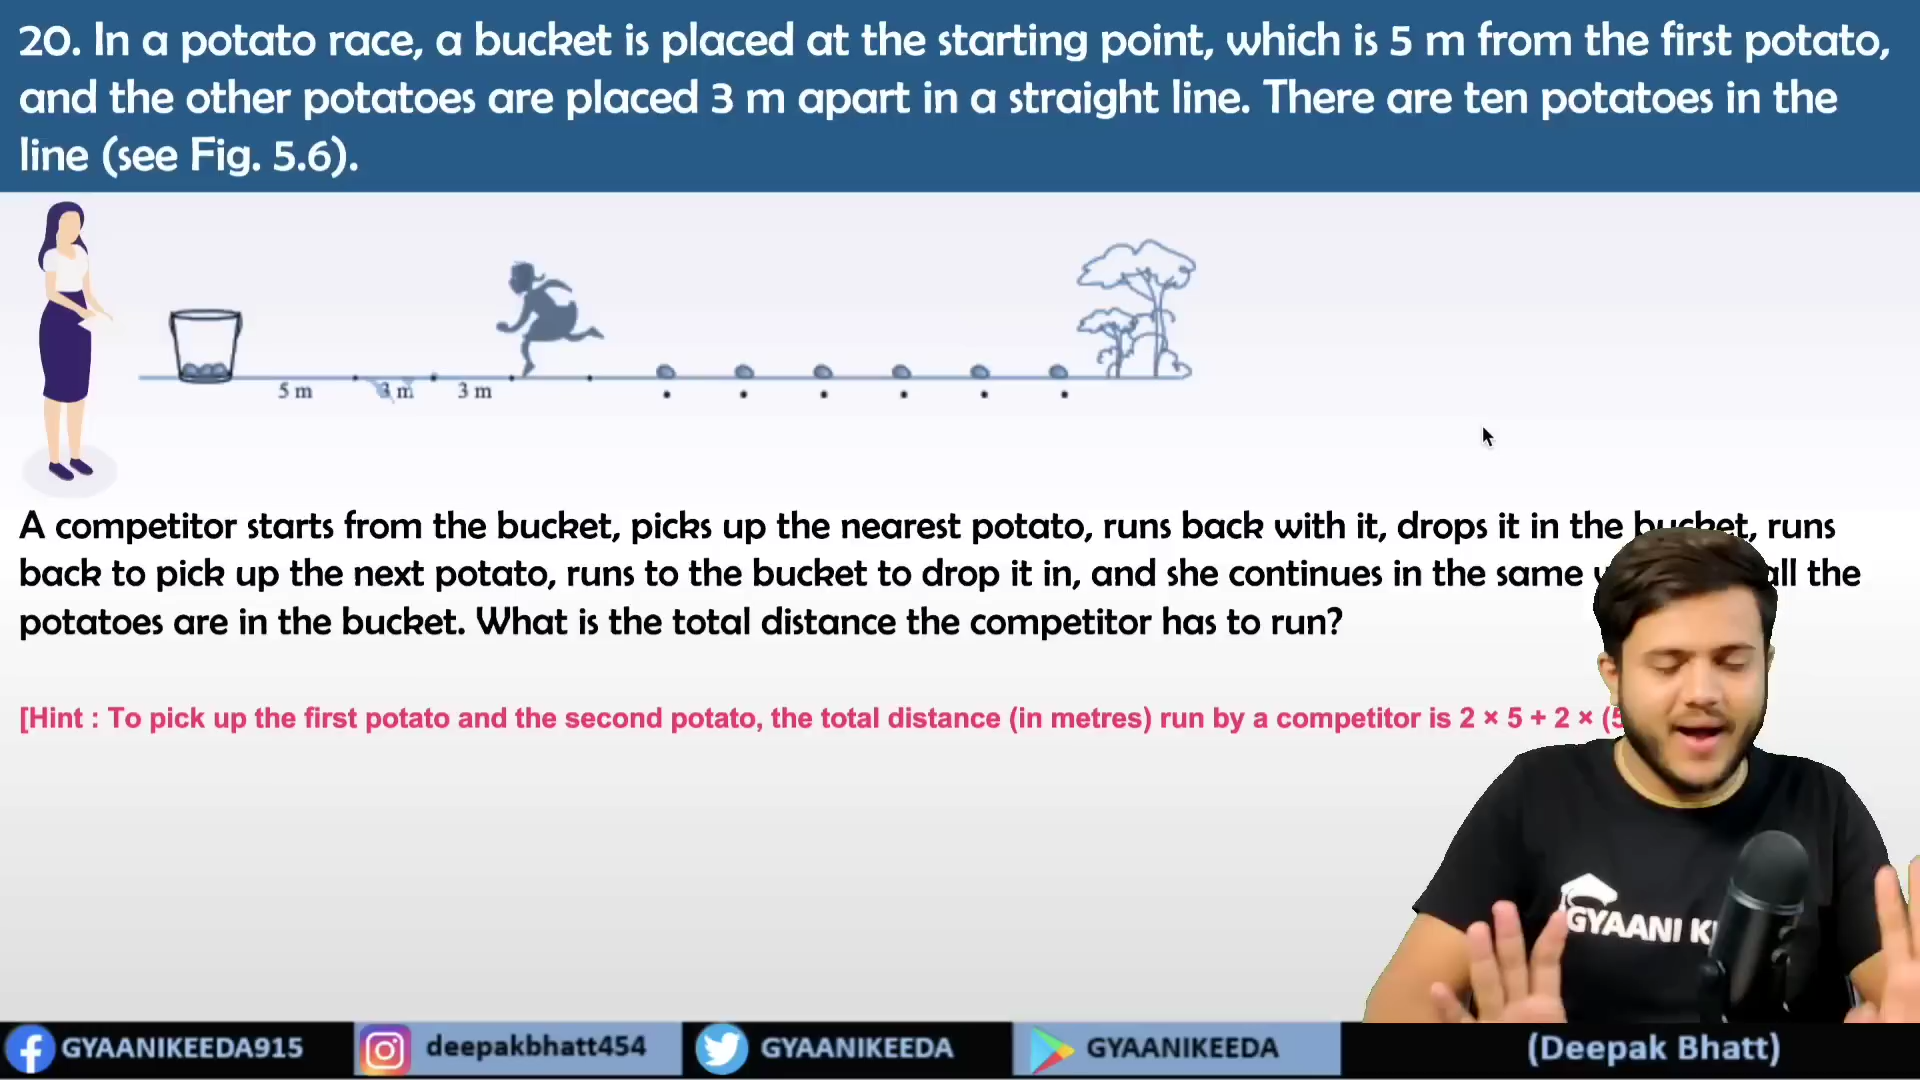 20. In a potato race, a bucket is placed at the starting point, which is 5 m from the first potato,
and the other potatoes are placed 3 m apart in a straight line. There are ten potatoes in the
line (see Fig. 5.6).
5 m 3 m 3 m
A competitor starts from the bucket, picks up the nearest potato, runs back with it, drops it in the bucket, runs
back to pick up the next potato, runs to the bucket to drop it in, and she continues in the same all the
potatoes are in the bucket. What is the total distance the competitor has to run?
[Hint : To pick up the first potato and the second potato, the total distance (in metres) run by a competitor is 2 × 5 + 2 × (5
GYAANI K
GYAANIKEEDA915 deepakbhatt454 GYAANIKEEDA GYAANIKEEDA (Deepak Bhatt)